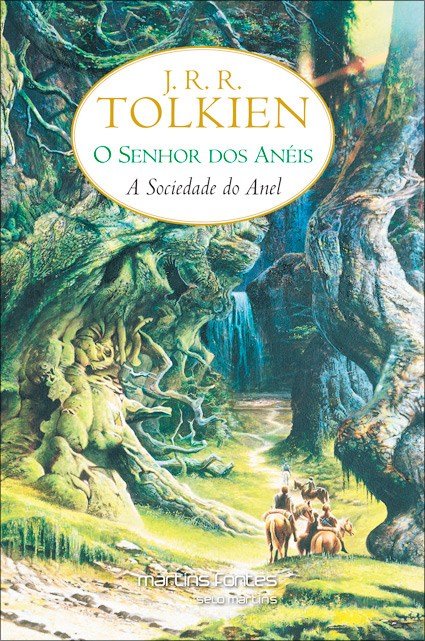 J. R. R.
TOLKIEN
O SENHOR DOS ANÉIS
A Sociedade do Anel
martins fontes
selo martins